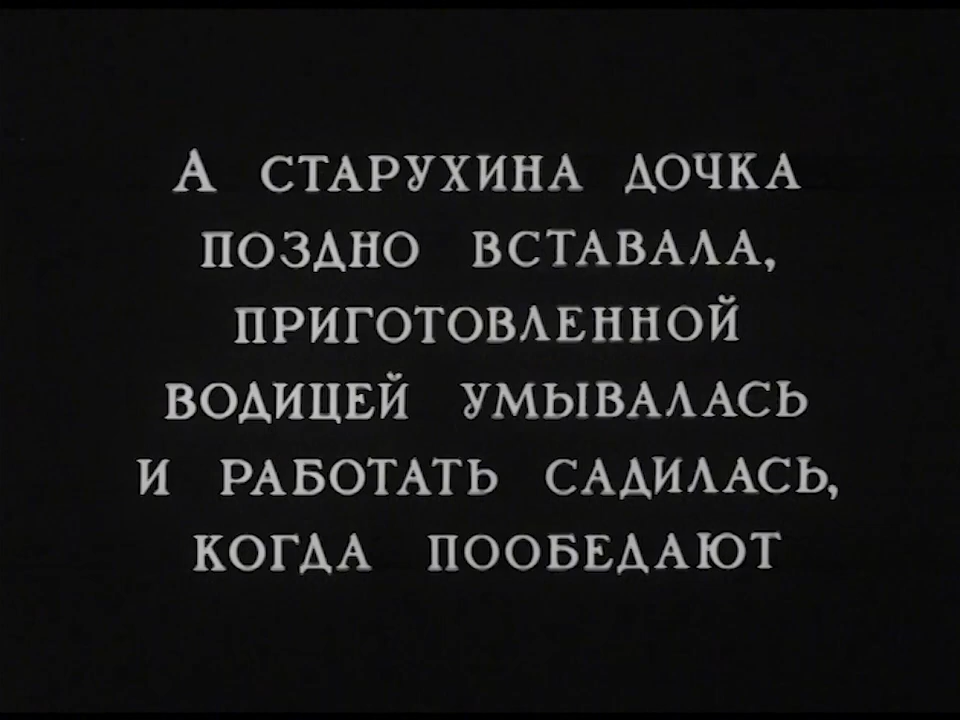 А СТАРУХИНА ДОЧКА
ПОЗДНО ВСТАВАЛА,
ПРИГОТОВЛЕННОЙ
ВОДИЦЕЙ УМЫВАЛАСЬ
И РАБОТАТЬ САДИЛАСЬ,
КОГДА ПООБЕДАЮТ